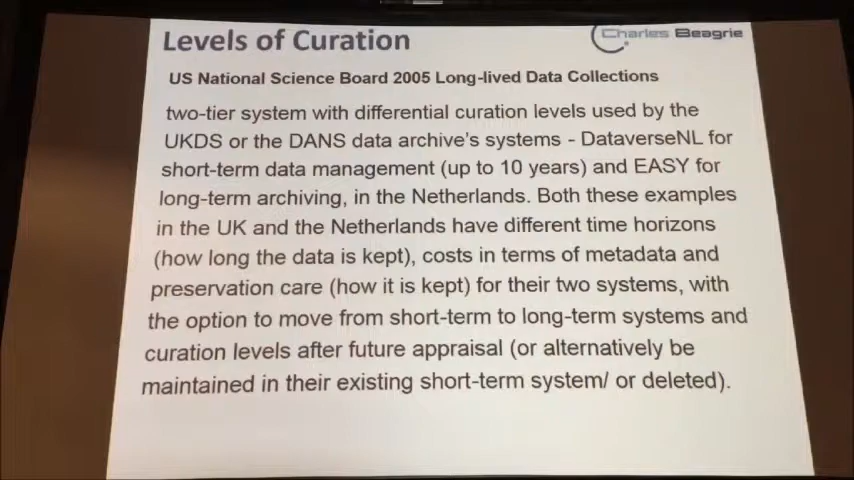 Levels of Curation
Charles Beagrie
US National Science Board 2005 Long-lived Data Collections
two-tier system with differential curation levels used by the
UKDS or the DANS data archive's systems - DataverseNL for
short-term data management (up to 10 years) and EASY for
long-term archiving, in the Netherlands. Both these examples
in the UK and the Netherlands have different time horizons
(how long the data is kept), costs in terms of metadata and
preservation care (how it is kept) for their two systems, with
the option to move from short-term to long-term systems and
curation levels after future appraisal (or alternatively be
maintained in their existing short-term system/ or deleted).